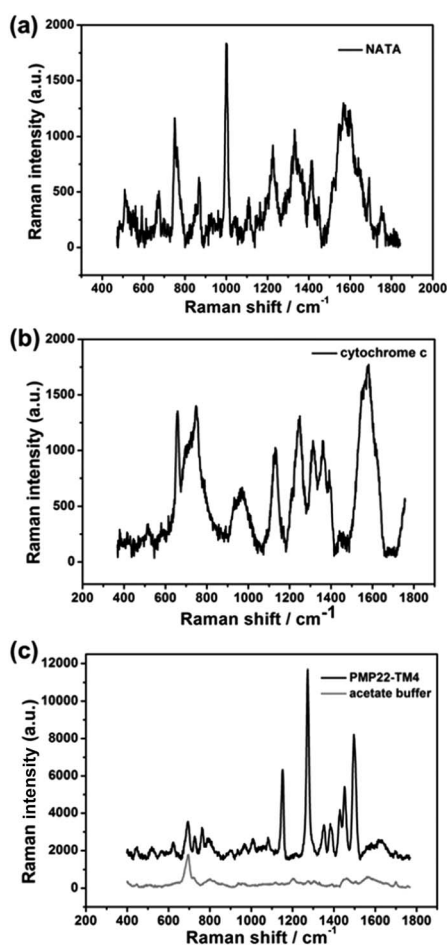 (a)
2000
1500
1000
500
0
Raman intensity (a.u.)
NATA
400 600 800 1000 1200 1400 1600 1800 2000
Raman shift / cm-1
(b)
2000
1500
1000
500
0
Raman intensity (a.u.)
cytochrome c
200 400 600 800 1000 1200 1400 1600 1800
Raman shift / cm-1
(c)
12000
10000
8000
6000
4000
2000
0
Raman intensity (a.u.)
PMP22-TM4
acetate buffer
200 400 600 800 1000 1200 1400 1600 1800
Raman shift / cm-1